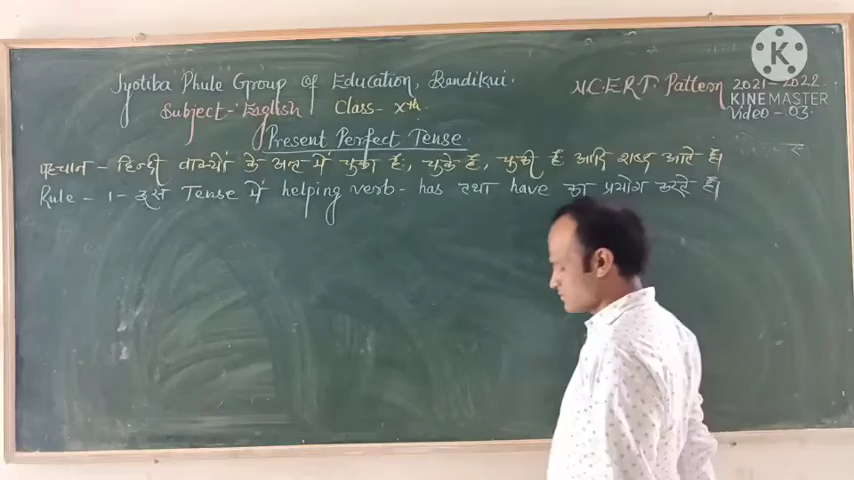 Jyotiba Phule Group of Education, Bandikui.
N.C.E.R.T. Pattern 2021-2022
Subject:- English Class- Xth.
Video - 03.
K
KINEMASTER
Present Perfect Tense
पहचान - हिन्दी वाक्यों के अन्त में चुका है, चुके हैं, चुकी है आदि शब्द आते हैं।
Rule - 1 - इस Tense में helping verb - has तथा have का प्रयोग करते हैं।